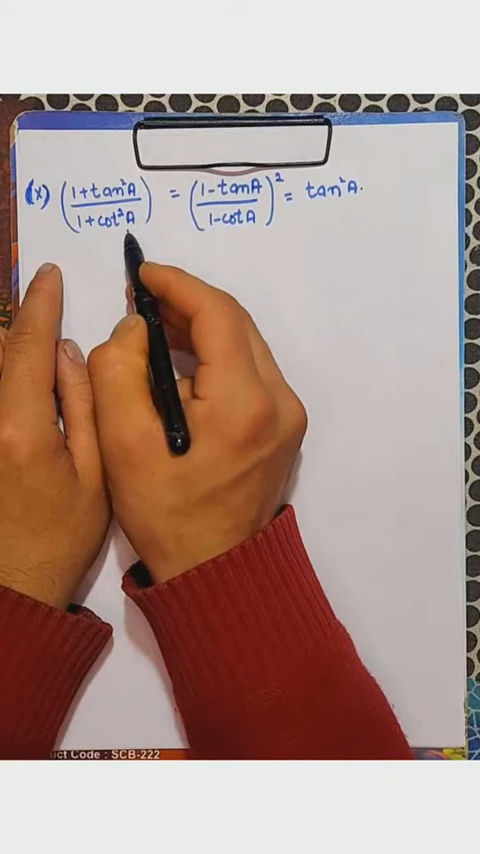 (x) (1+tan²A / 1+cot²A) = (1-tanA / 1-cotA)² = tan²A.
uct Code : SCB-222